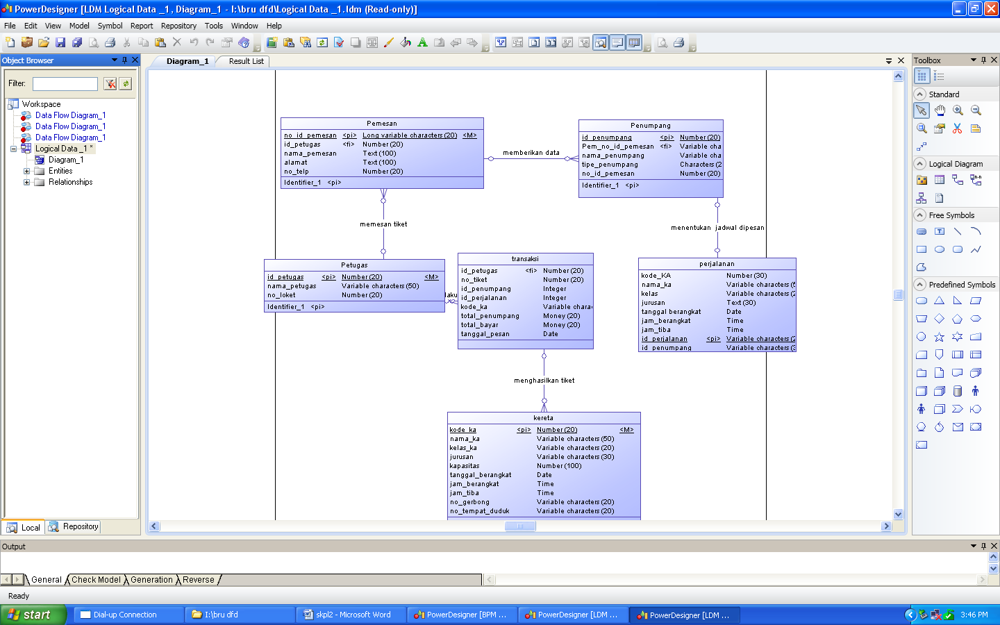 PowerDesigner [LDM Logical Data _1, Diagram_1 - I:\bru dfd\Logical Data _1.ldm (Read-only)]
File Edit View Model Symbol Report Repository Tools Window Help
Object Browser
Filter:
Workspace
Data Flow Diagram_1
Data Flow Diagram_1
Data Flow Diagram_1
Logical Data _1 *
Diagram_1
Entities
Relationships
Local Repository
Diagram_1 Result List
Pemesan
no_id_pemesan <pi> Long variable characters (20) <M>
id_petugas <fi> Number (20)
nama_pemesan Text (100)
alamat Text (100)
no_telp Number (20)
Identifier_1 <pi>
memberikan data
Penumpang
id_penumpang <pi> Number (20)
Pem_no_id_pemesan <fi> Variable cha
nama_penumpang Variable cha
tipe_penumpang Characters (2
no_id_pemesan Number (20)
Identifier_1 <pi>
memesan tiket
menentukan jadwal dipesan
Petugas
id_petugas <pi> Number (20) <M>
nama_petugas Variable characters (50)
no_loket Number (20)
Identifier_1 <pi>
laku
transaksi
id_petugas <fi> Number (20)
no_tiket Number (20)
id_penumpang Integer
id_perjalanan Integer
kode_ka Variable chara
total_penumpang Money (20)
total_bayar Money (20)
tanggal_pesan Date
perjalanan
kode_KA Number (30)
nama_ka Variable characters (5
kelas Variable characters (2
jurusan Text (30)
tanggal berangkat Date
jam_berangkat Time
jam_tiba Time
id_perjalanan <pi> Variable characters (2
id_penumpang Variable characters (3
menghasilkan tiket
kereta
kode_ka <pi> Number (20) <M>
nama_ka Variable characters (50)
kelas_ka Variable characters (20)
jurusan Variable characters (30)
kapasitas Number (100)
tanggal_berangkat Date
jam_berangkat Time
jam_tiba Time
no_gerbong Variable characters (20)
no_tempat_duduk Variable characters (20)
Toolbox
Standard
Logical Diagram
Free Symbols
Predefined Symbols
Output
General Check Model Generation Reverse
Ready
start Dial-up Connection I:\bru dfd skpl2 - Microsoft Word PowerDesigner [BPM ... PowerDesigner [LDM ... PowerDesigner [LDM ... 3:46 PM